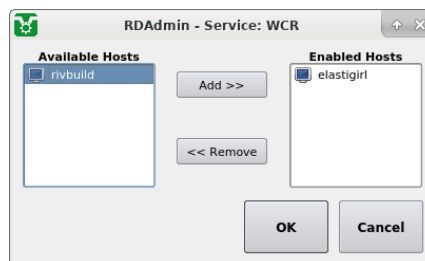 RDAdmin - Service: WCR
Available Hosts
Enabled Hosts
rivbuild
elastigirl
Add >>
<< Remove
OK
Cancel